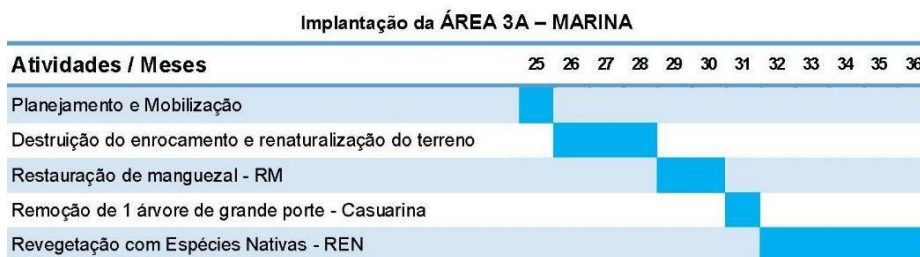 Implantação da ÁREA 3A – MARINA
Atividades / Meses 25 26 27 28 29 30 31 32 33 34 35 36
Planejamento e Mobilização
Destruição do enrocamento e renaturalização do terreno
Restauração de manguezal - RM
Remoção de 1 árvore de grande porte - Casuarina
Revegetação com Espécies Nativas - REN